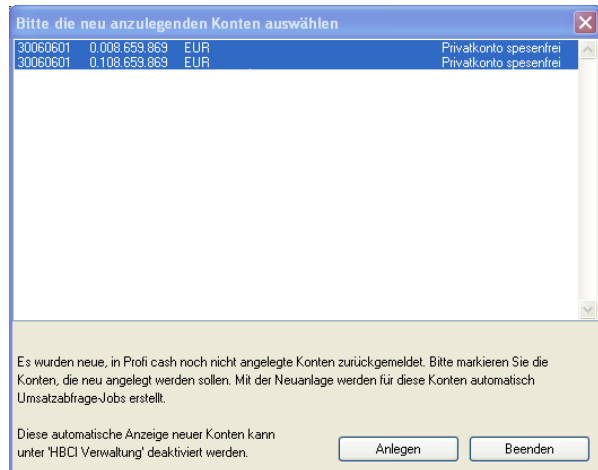 Bitte die neu anzulegenden Konten auswählen
30060601 0.008.659.869 EUR Privatkonto spesenfrei
30060601 0.108.659.869 EUR Privatkonto spesenfrei
Es wurden neue, in Profi cash noch nicht angelegte Konten zurückgemeldet. Bitte markieren Sie die
Konten, die neu angelegt werden sollen. Mit der Neuanlage werden für diese Konten automatisch
Umsatzabfrage-Jobs erstellt.
Diese automatische Anzeige neuer Konten kann
unter 'HBCI Verwaltung' deaktiviert werden.
Anlegen Beenden